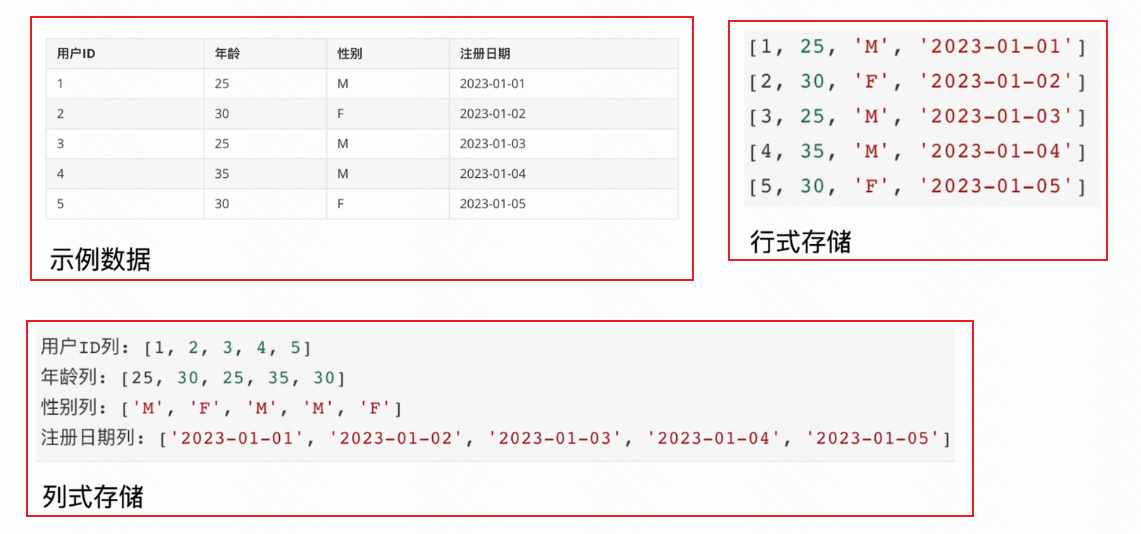 用户ID 年龄 性别 注册日期
1 25 M 2023-01-01
2 30 F 2023-01-02
3 25 M 2023-01-03
4 35 M 2023-01-04
5 30 F 2023-01-05
示例数据
[1, 25, 'M', '2023-01-01']
[2, 30, 'F', '2023-01-02']
[3, 25, 'M', '2023-01-03']
[4, 35, 'M', '2023-01-04']
[5, 30, 'F', '2023-01-05']
行式存储
用户ID列: [1, 2, 3, 4, 5]
年龄列: [25, 30, 25, 35, 30]
性别列: ['M', 'F', 'M', 'M', 'F']
注册日期列: ['2023-01-01', '2023-01-02', '2023-01-03', '2023-01-04', '2023-01-05']
列式存储